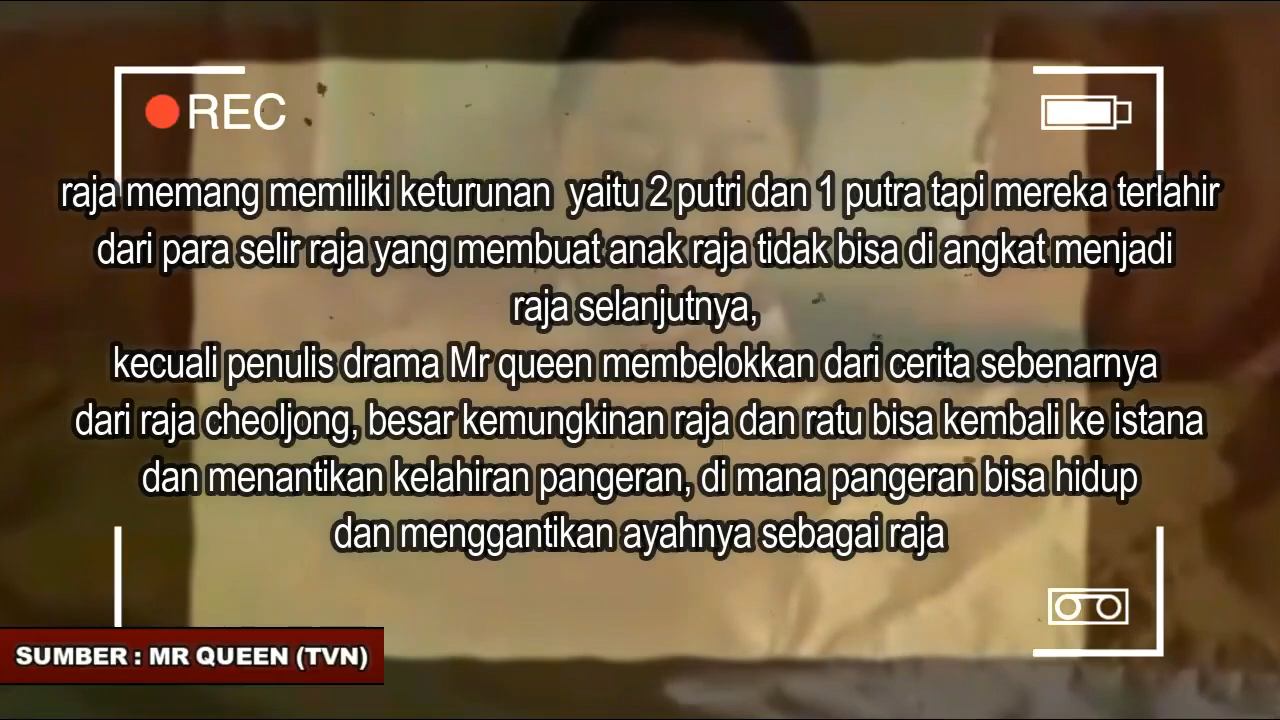 REC
raja memang memiliki keturunan  yaitu 2 putri dan 1 putra tapi mereka terlahir
dari para selir raja yang membuat anak raja tidak bisa di angkat menjadi
raja selanjutnya,
kecuali penulis drama Mr queen membelokkan dari cerita sebenarnya
dari raja cheoljong, besar kemungkinan raja dan ratu bisa kembali ke istana
dan menantikan kelahiran pangeran, di mana pangeran bisa hidup
dan menggantikan ayahnya sebagai raja
SUMBER : MR QUEEN (TVN)